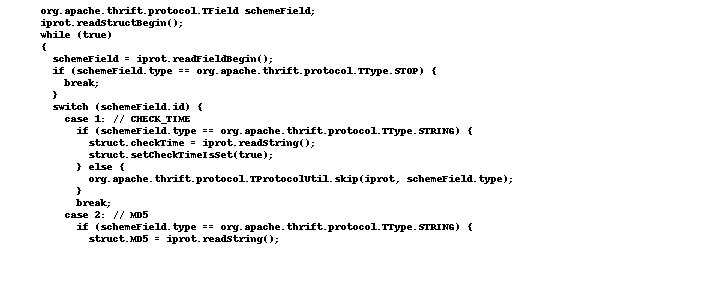 org.apache.thrift.protocol.TField schemeField;
iprot.readStructBegin();
while (true)
{
  schemeField = iprot.readFieldBegin();
  if (schemeField.type == org.apache.thrift.protocol.TType.STOP) {
    break;
  }
  switch (schemeField.id) {
    case 1: // CHECK_TIME
      if (schemeField.type == org.apache.thrift.protocol.TType.STRING) {
        struct.checkTime = iprot.readString();
        struct.setCheckTimeIsSet(true);
      } else {
        org.apache.thrift.protocol.TProtocolUtil.skip(iprot, schemeField.type);
      }
      break;
    case 2: // MD5
      if (schemeField.type == org.apache.thrift.protocol.TType.STRING) {
        struct.MD5 = iprot.readString();